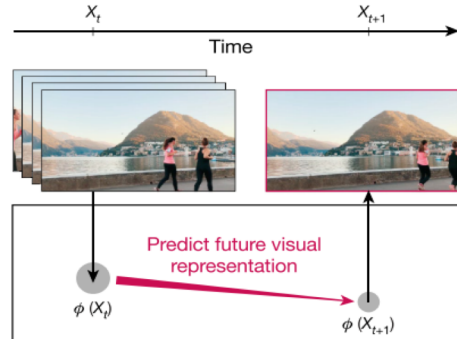 X_t
X_{t+1}
Time
Predict future visual
representation
ϕ (X_t)
ϕ (X_{t+1})